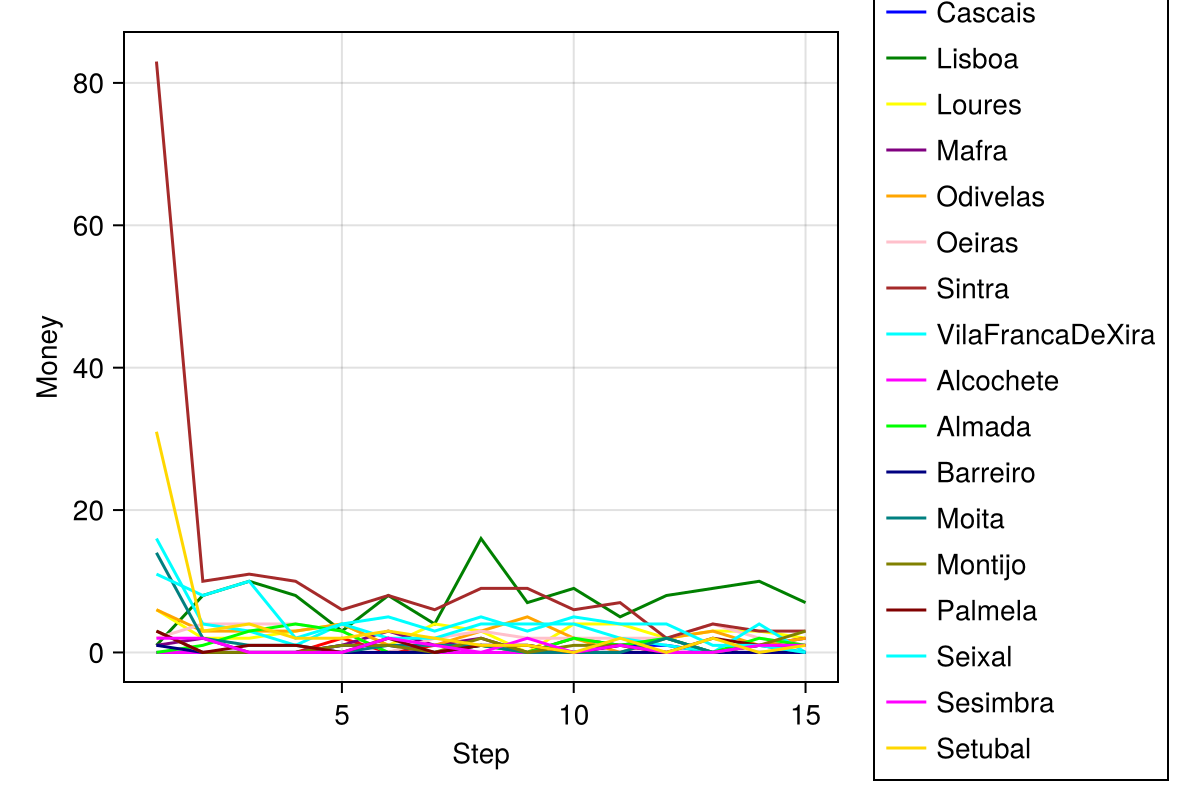 80
60
40
20
0
Money
5
10
15
Step
Cascais
Lisboa
Loures
Mafra
Odivelas
Oeiras
Sintra
VilaFrancaDeXira
Alcochete
Almada
Barreiro
Moita
Montijo
Palmela
Seixal
Sesimbra
Setubal